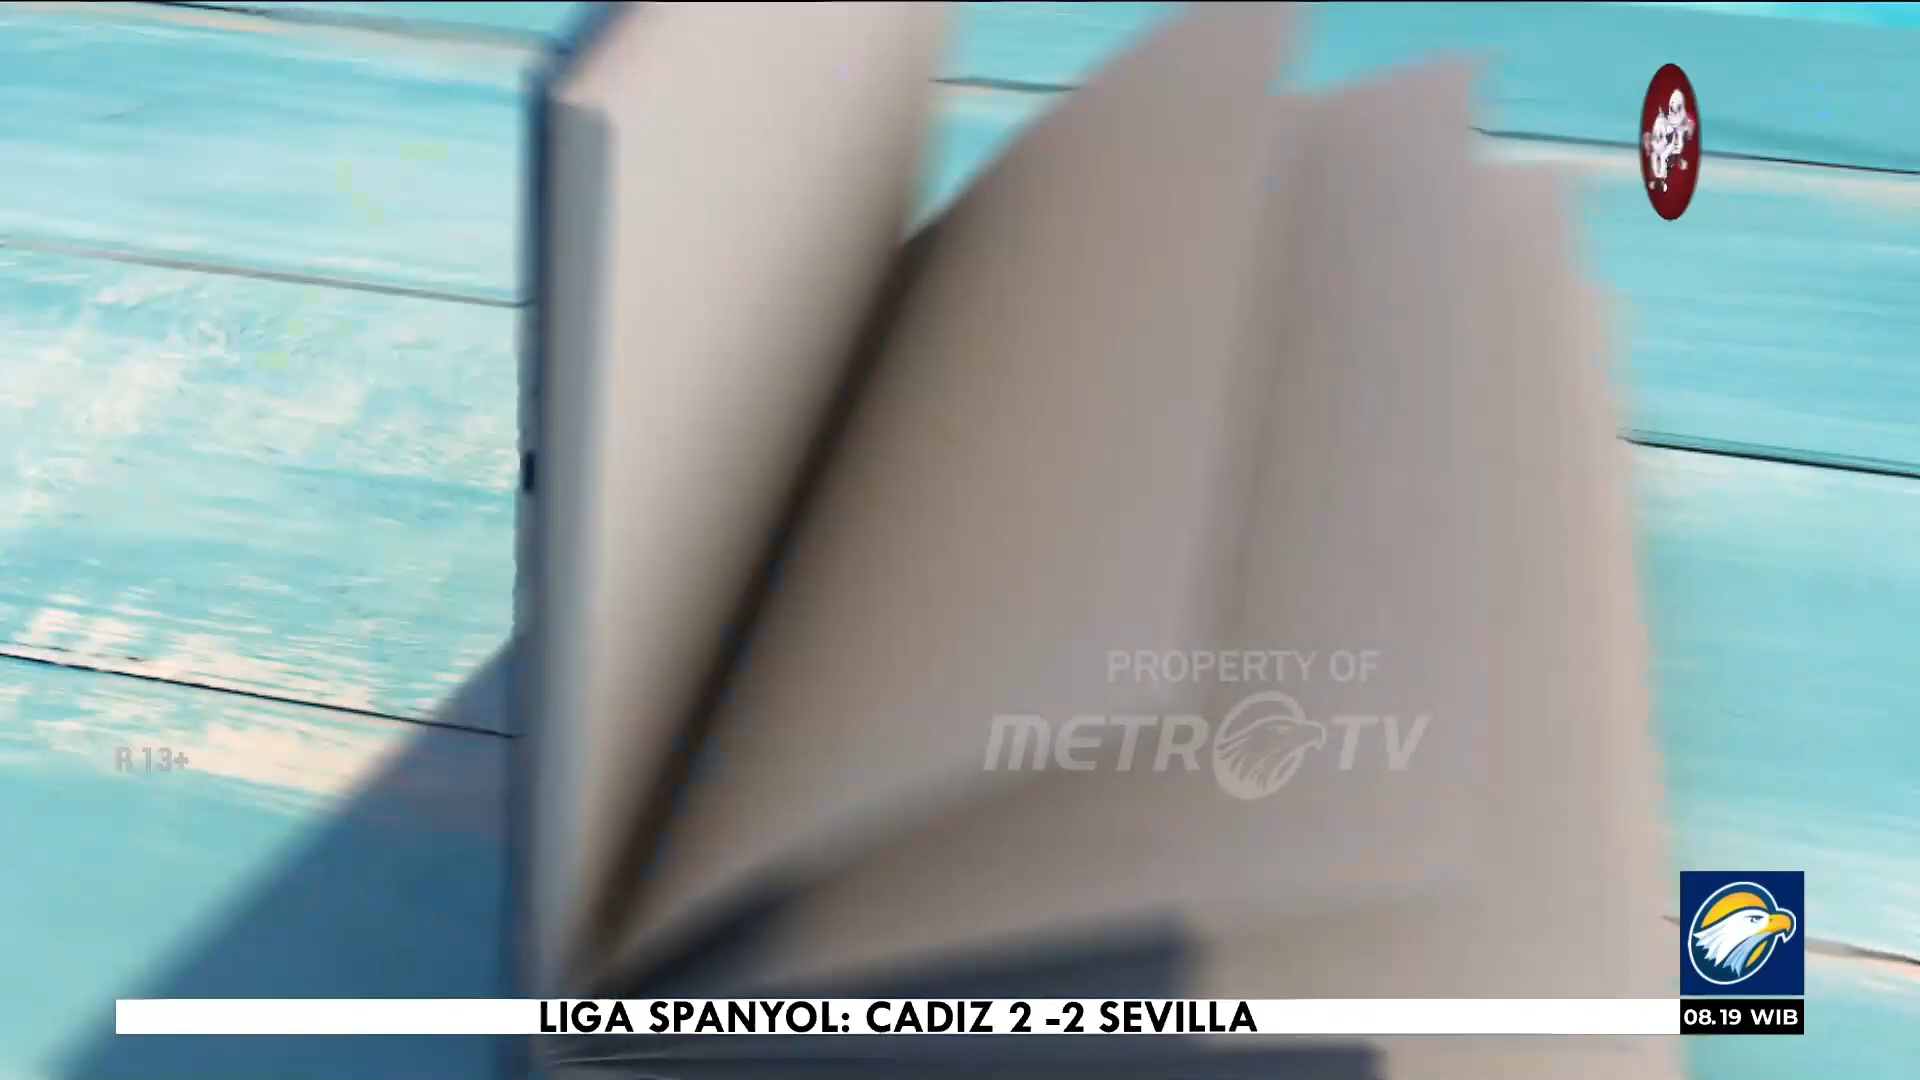 PROPERTY OF
METRO TV
R 13+
LIGA SPANYOL: CADIZ 2 -2 SEVILLA
08.19 WIB